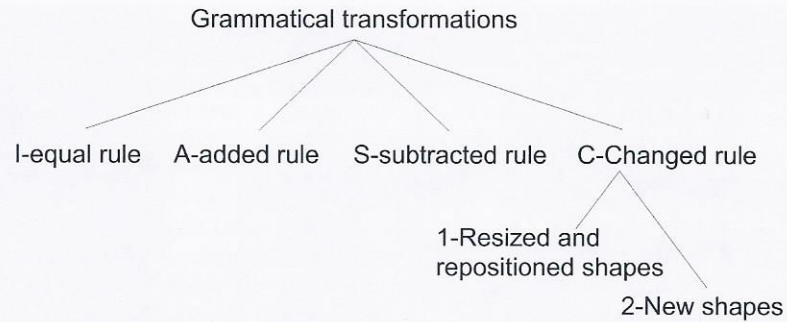 Grammatical transformations
I-equal rule A-added rule S-subtracted rule C-Changed rule
1-Resized and
repositioned shapes
2-New shapes